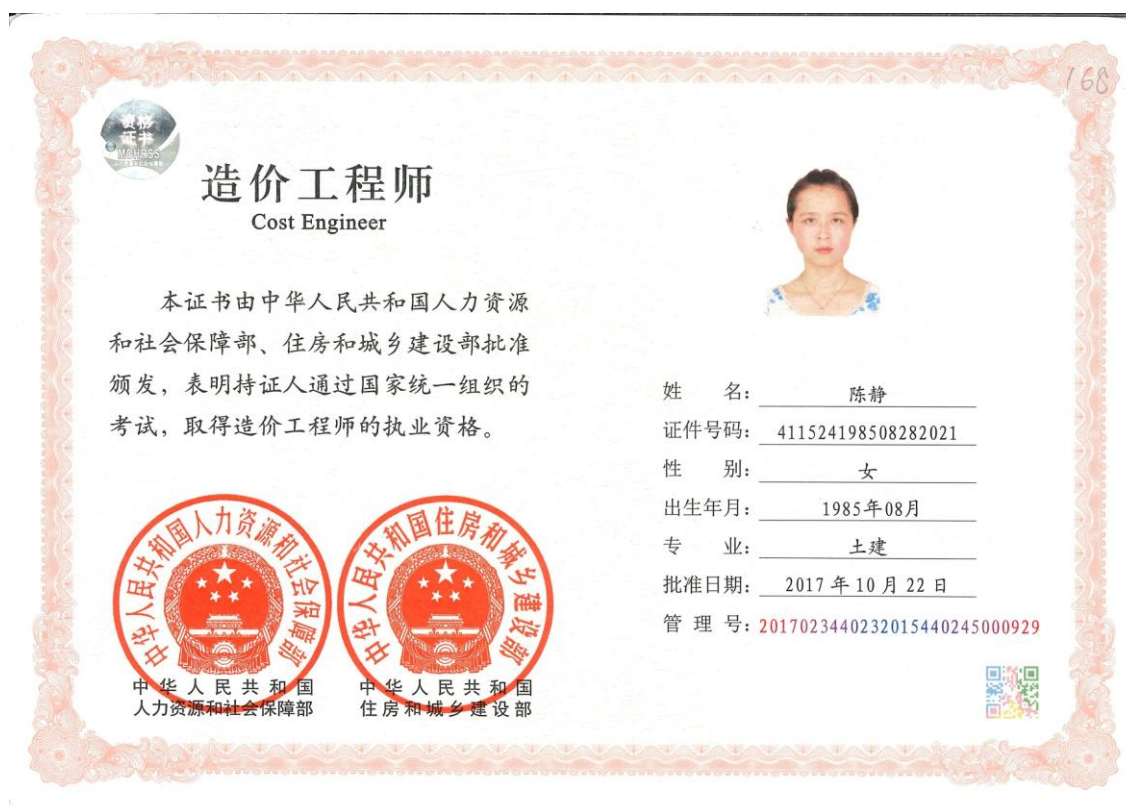 168
资格
证书
MOHRSS
造价工程师
Cost Engineer
本证书由中华人民共和国人力资源
和社会保障部、住房和城乡建设部批准
颁发，表明持证人通过国家统一组织的
考试，取得造价工程师的执业资格。
中华人民共和国人力资源和社会保障部
中华人民共和国住房和城乡建设部
中华人民共和国
人力资源和社会保障部
中华人民共和国
住房和城乡建设部
姓 名：陈静
证件号码：411524198508282021
性 别：女
出生年月：1985年08月
专 业：土建
批准日期：2017年10月22日
管 理 号：2017023440232015440245000929